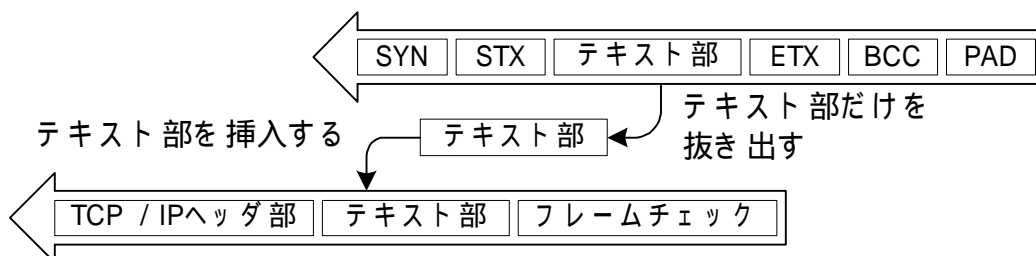 SYN STX テキスト部 ETX BCC PAD
テキスト部だけを
抜き出す
テキスト部を挿入する
テキスト部
TCP / IPヘッダ部 テキスト部 フレームチェック